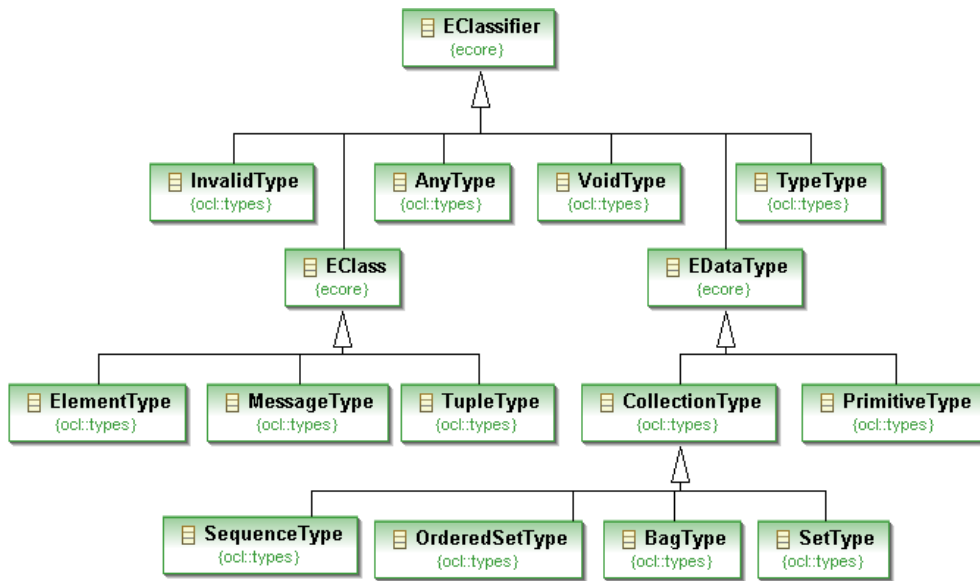 EClassifier
{ecore}
InvalidType
{ocl::types}
AnyType
{ocl::types}
VoidType
{ocl::types}
TypeType
{ocl::types}
EClass
{ecore}
EDataType
{ecore}
ElementType
{ocl::types}
MessageType
{ocl::types}
TupleType
{ocl::types}
CollectionType
{ocl::types}
PrimitiveType
{ocl::types}
SequenceType
{ocl::types}
OrderedSetType
{ocl::types}
BagType
{ocl::types}
SetType
{ocl::types}